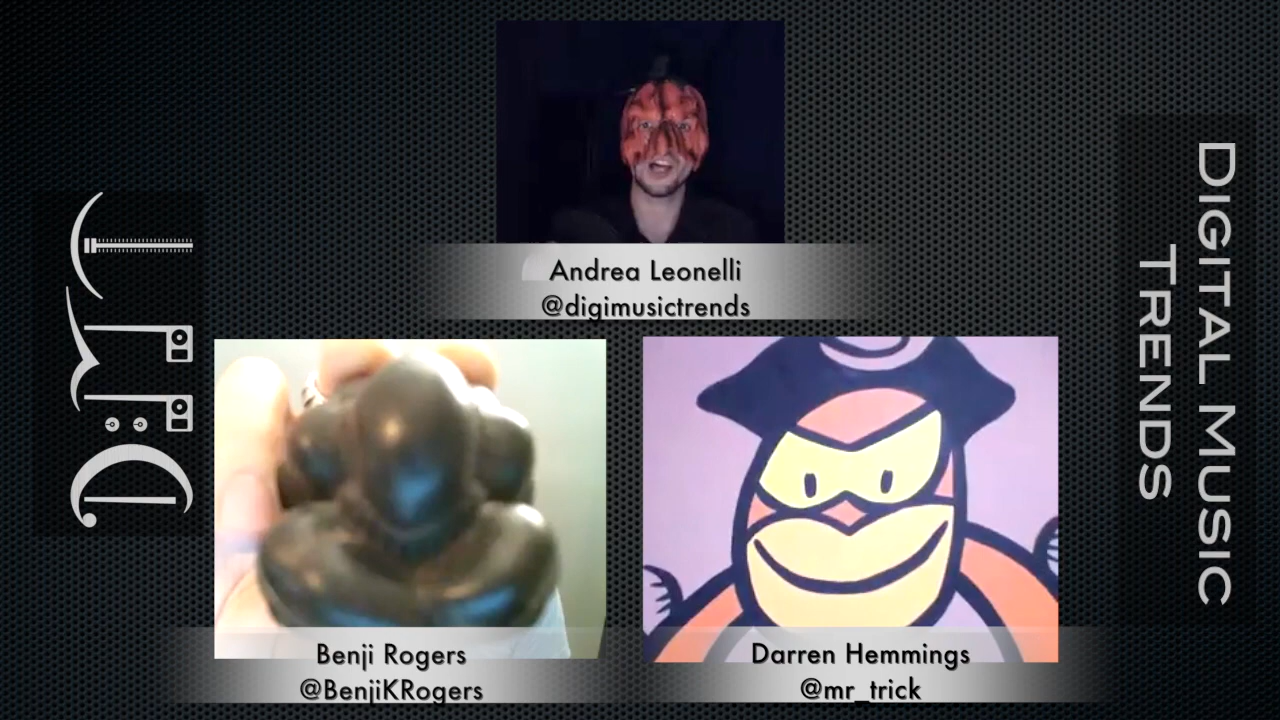 Andrea Leonelli
@digimusictrends
DIGITAL MUSIC
TRENDS
Benji Rogers
@BenjiKRogers
Darren Hemmings
@mr_trick